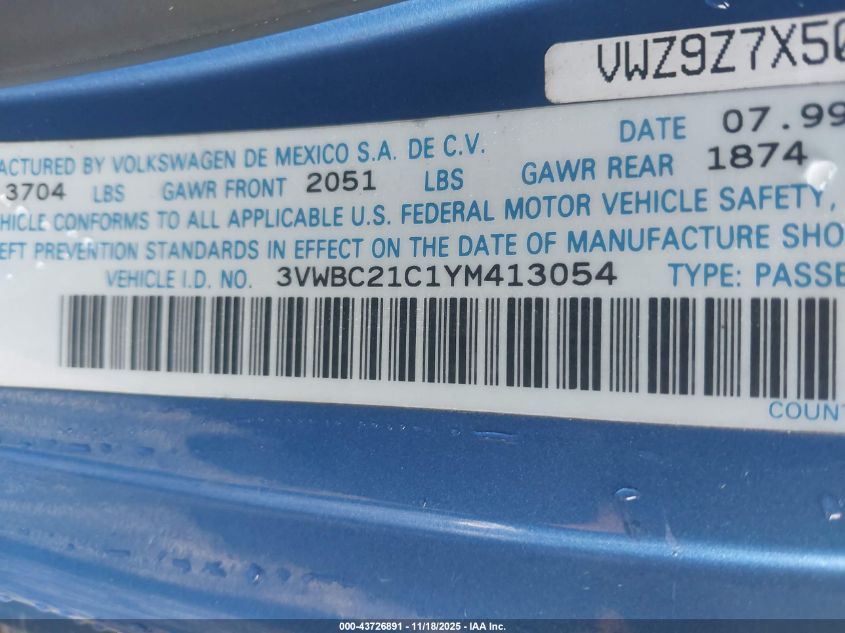 VWZ9Z7X50
ACTURED BY VOLKSWAGEN DE MEXICO S.A. DE C.V. DATE 07.99
3704 LBS GAWR FRONT 2051 LBS GAWR REAR 1874
HICLE CONFORMS TO ALL APPLICABLE U.S. FEDERAL MOTOR VEHICLE SAFETY,
EFT PREVENTION STANDARDS IN EFFECT ON THE DATE OF MANUFACTURE SHO
VEHICLE I.D. NO. 3VWBC21C1YM413054 TYPE: PASSE
COUNT
000-43726891 - 11/18/2025 - IAA Inc.